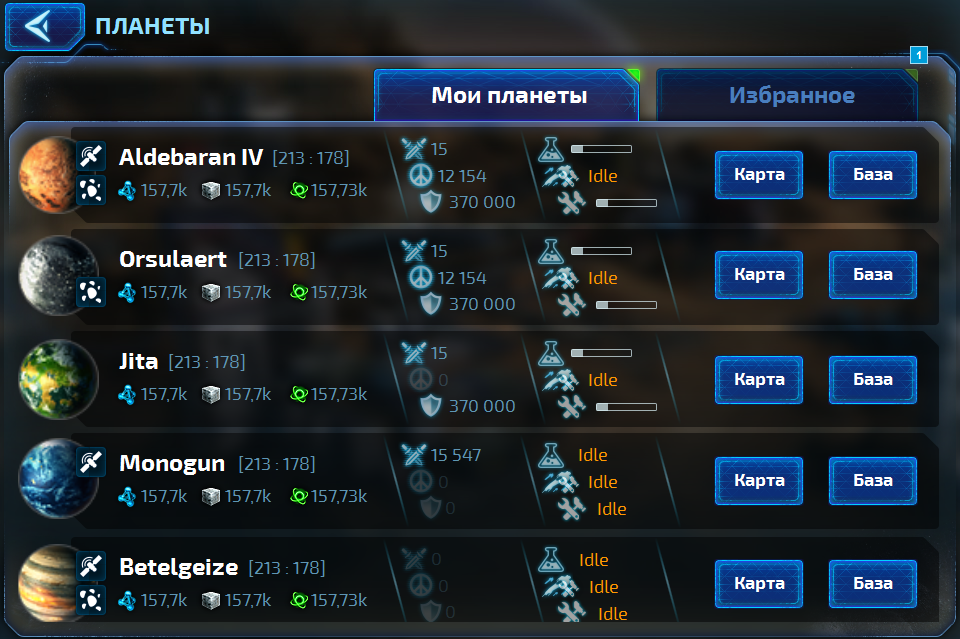 ПЛАНЕТЫ
1
Мои планеты
Избранное
Aldebaran IV [213 : 178]
157,7k 157,7k 157,73k
15
12 154
370 000
Idle
Карта
База
Orsulaert [213 : 178]
157,7k 157,7k 157,73k
15
12 154
370 000
Idle
Карта
База
Jita [213 : 178]
157,7k 157,7k 157,73k
15
0
370 000
Idle
Карта
База
Monogun [213 : 178]
157,7k 157,7k 157,73k
15 547
0
0
Idle
Idle
Idle
Карта
База
Betelgeize [213 : 178]
157,7k 157,7k 157,73k
0
0
0
Idle
Idle
Idle
Карта
База